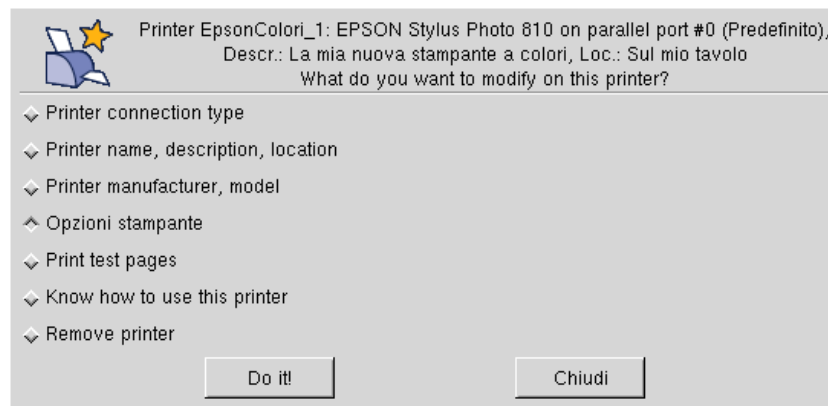 Printer EpsonColori_1: EPSON Stylus Photo 810 on parallel port #0 (Predefinito),
Descr.: La mia nuova stampante a colori, Loc.: Sul mio tavolo
What do you want to modify on this printer?
Printer connection type
Printer name, description, location
Printer manufacturer, model
Opzioni stampante
Print test pages
Know how to use this printer
Remove printer
Do it! Chiudi